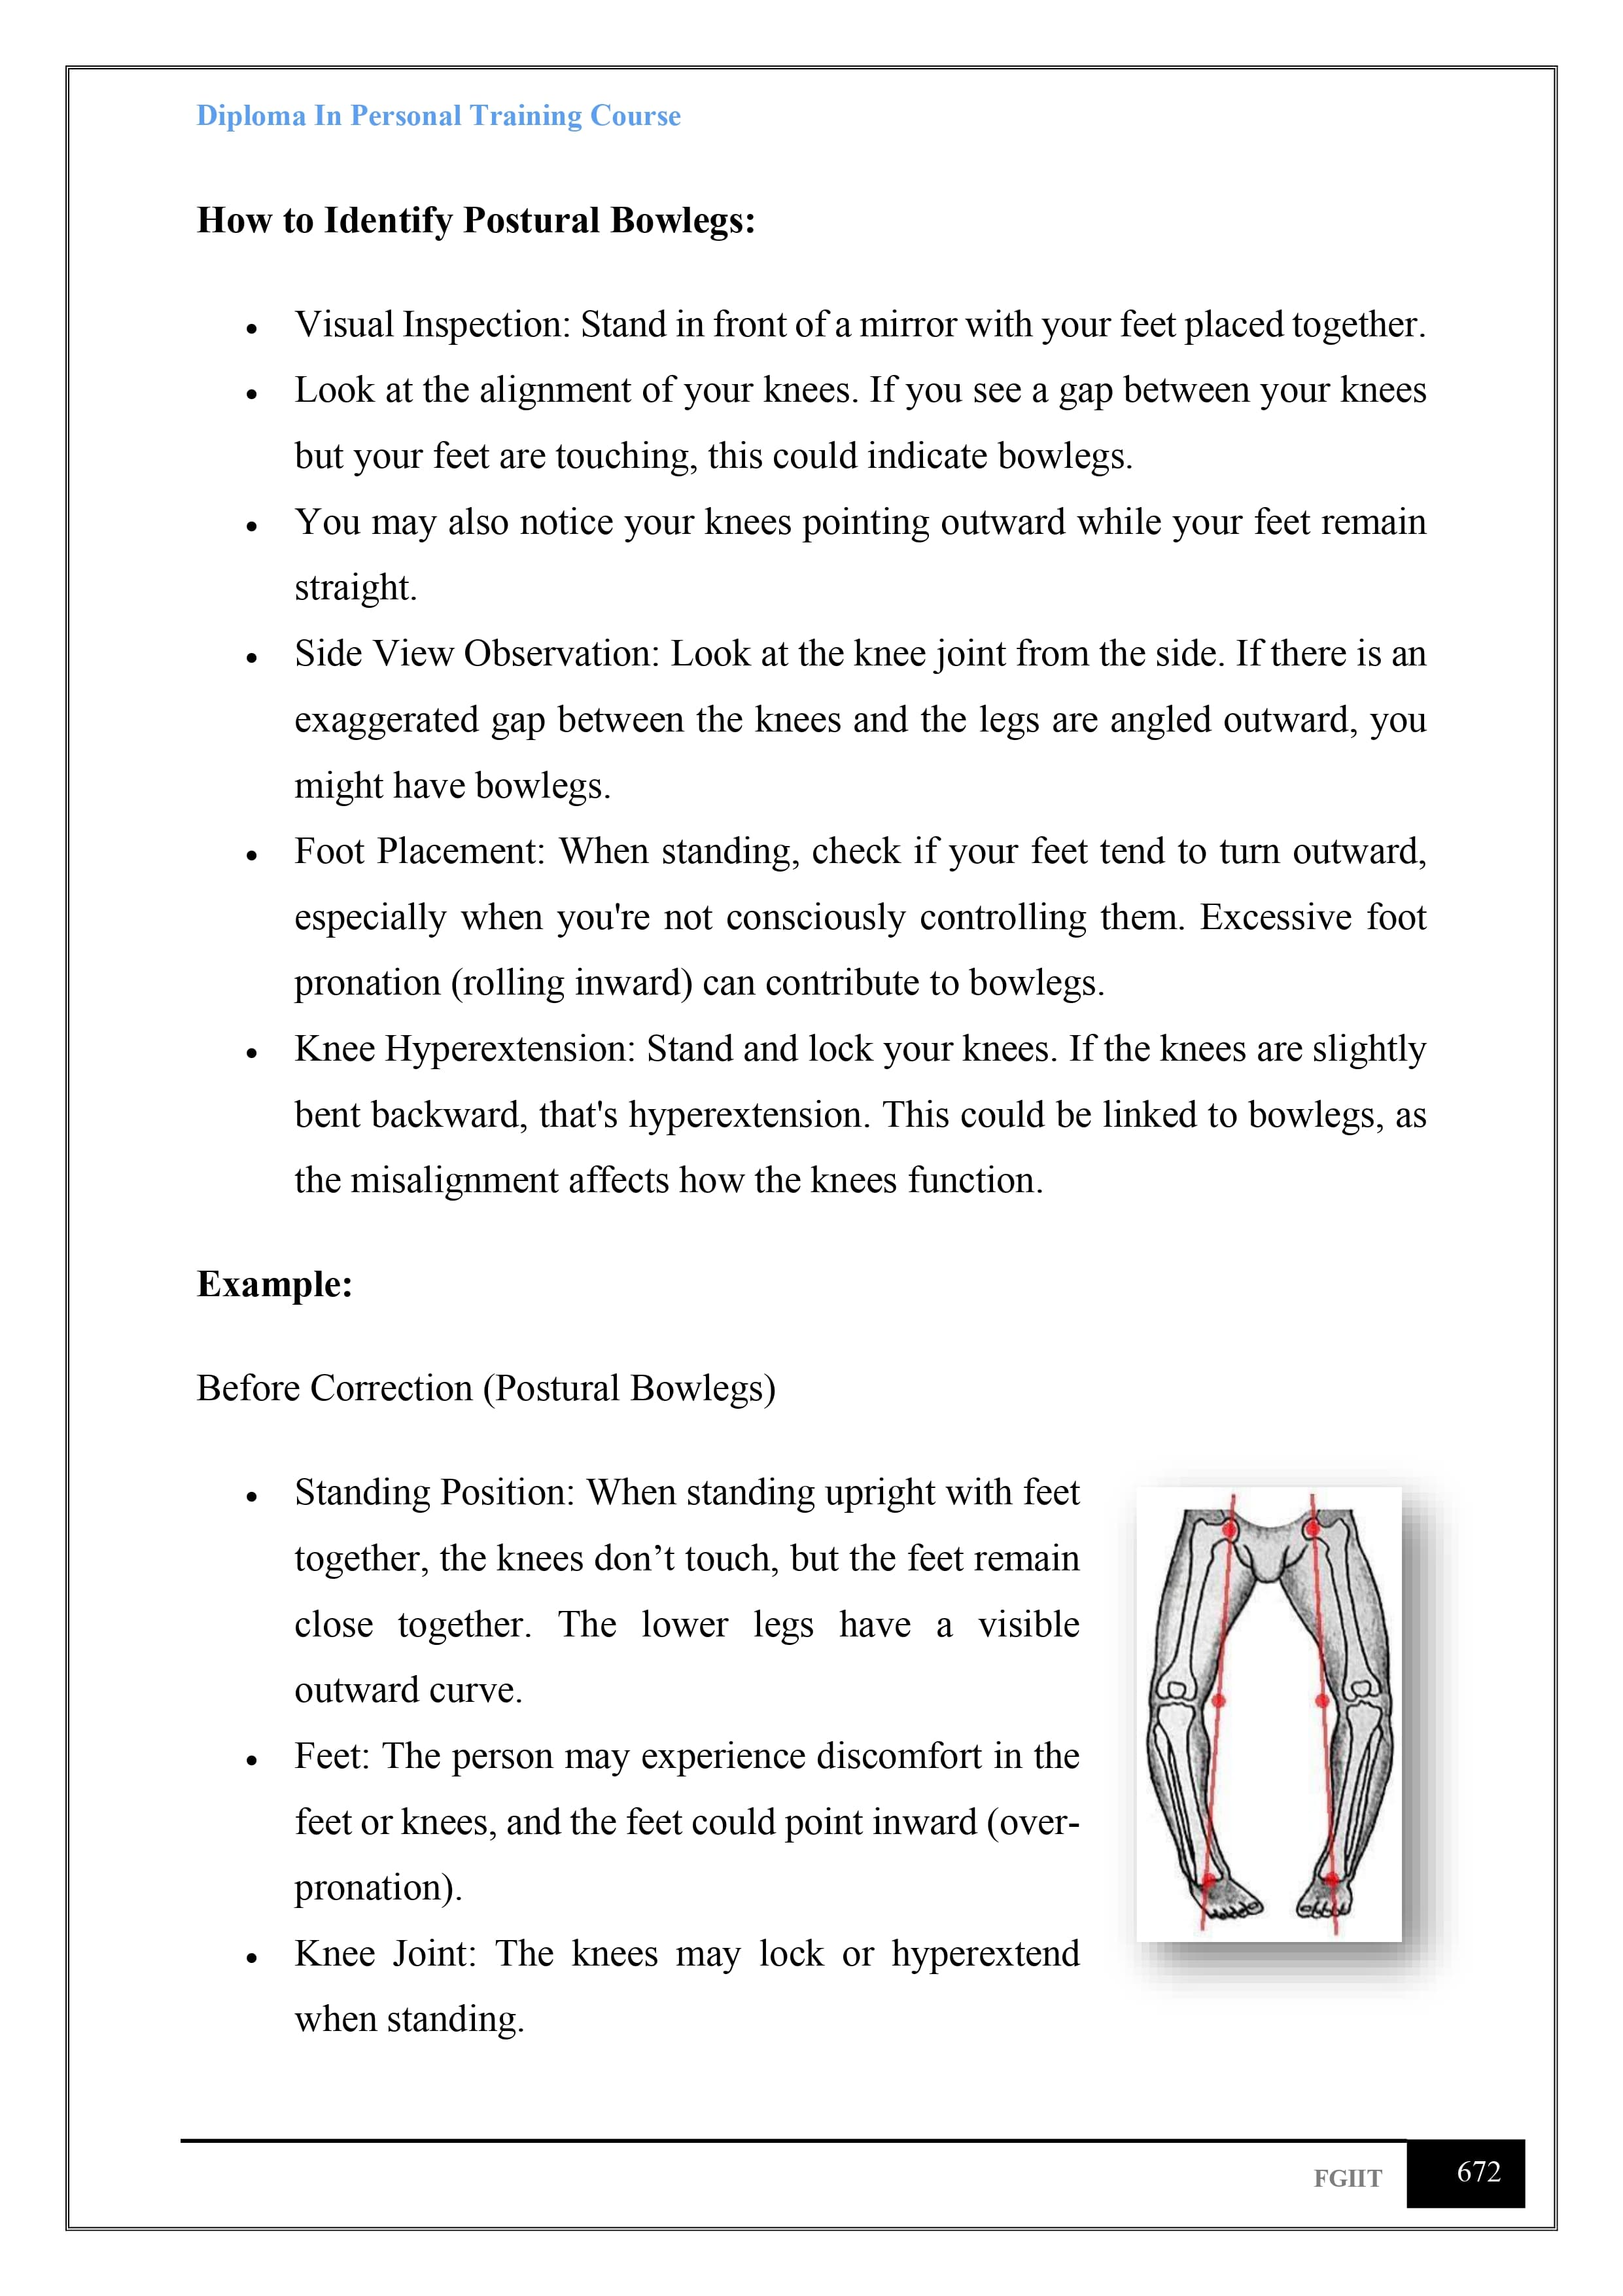 Diploma In Personal Training Course
How to Identify Postural Bowlegs:
• Visual Inspection: Stand in front of a mirror with your feet placed together.
• Look at the alignment of your knees. If you see a gap between your knees
but your feet are touching, this could indicate bowlegs.
• You may also notice your knees pointing outward while your feet remain
straight.
• Side View Observation: Look at the knee joint from the side. If there is an
exaggerated gap between the knees and the legs are angled outward, you
might have bowlegs.
• Foot Placement: When standing, check if your feet tend to turn outward,
especially when you're not consciously controlling them. Excessive foot
pronation (rolling inward) can contribute to bowlegs.
• Knee Hyperextension: Stand and lock your knees. If the knees are slightly
bent backward, that's hyperextension. This could be linked to bowlegs, as
the misalignment affects how the knees function.
Example:
Before Correction (Postural Bowlegs)
• Standing Position: When standing upright with feet
together, the knees don’t touch, but the feet remain
close together. The lower legs have a visible
outward curve.
• Feet: The person may experience discomfort in the
feet or knees, and the feet could point inward (over-
pronation).
• Knee Joint: The knees may lock or hyperextend
when standing.
FGIIT 672